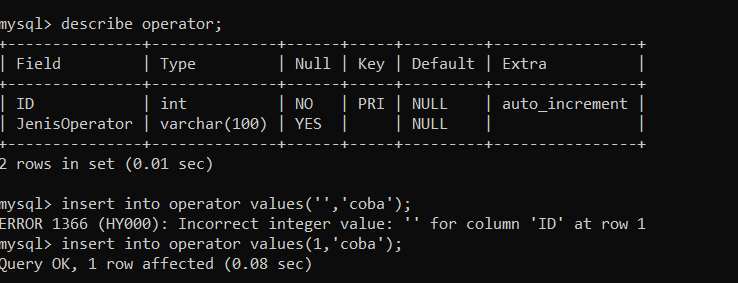 mysql> describe operator;
+---------------+--------------+------+-----+---------+----------------+
| Field         | Type         | Null | Key | Default | Extra          |
+---------------+--------------+------+-----+---------+----------------+
| ID            | int          | NO   | PRI | NULL    | auto_increment |
| JenisOperator | varchar(100) | YES  |     | NULL    |                |
+---------------+--------------+------+-----+---------+----------------+
2 rows in set (0.01 sec)
mysql> insert into operator values('','coba');
ERROR 1366 (HY000): Incorrect integer value: '' for column 'ID' at row 1
mysql> insert into operator values(1,'coba');
Query OK, 1 row affected (0.08 sec)